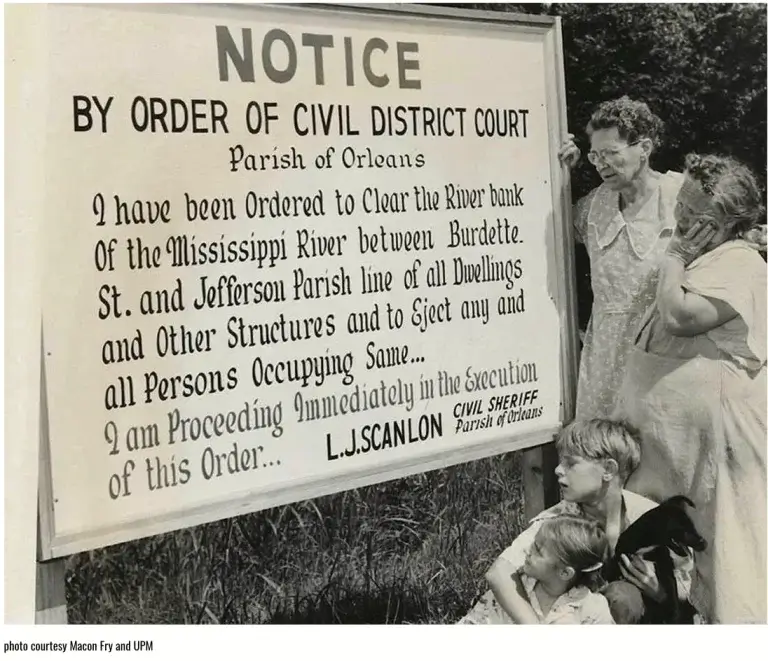 NOTICE
BY ORDER OF CIVIL DISTRICT COURT
Parish of Orleans
I have been Ordered to Clear the River bank
Of the Mississippi River between Burdette.
St. and Jefferson Parish line of all Dwellings
and Other Structures and to Eject any and
all Persons Occupying Same...
I am Proceeding Immediately in the Execution
of this Order...
L.J. SCANLON
CIVIL SHERIFF
Parish of Orleans
photo courtesy Macon Fry and UPM